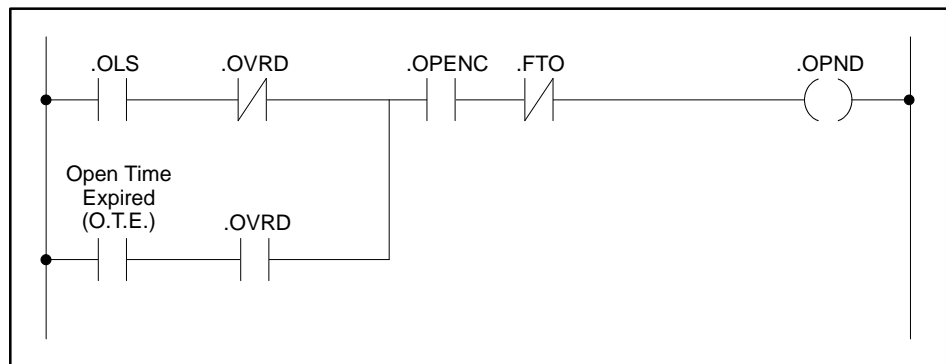 .OLS .OVRD .OPENC .FTO .OPND
Open Time
Expired
(O.T.E.) .OVRD